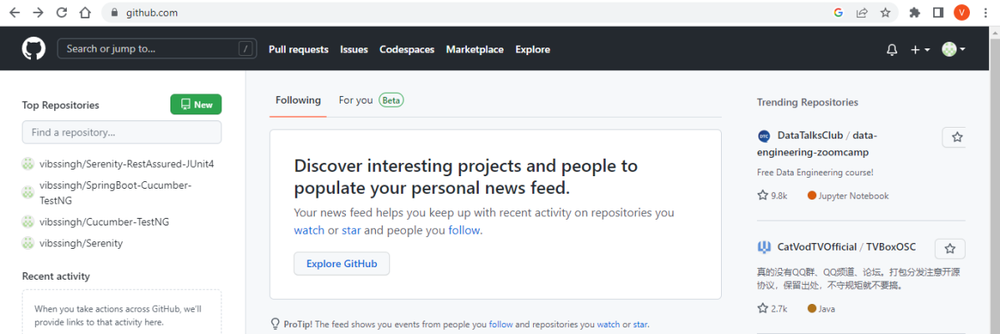 github.com
V
Search or jump to... /
Pull requests Issues Codespaces Marketplace Explore
Top Repositories
New
Find a repository...
vibssingh/Serenity-RestAssured-JUnit4
vibssingh/SpringBoot-Cucumber-
TestNG
vibssingh/Cucumber-TestNG
vibssingh/Serenity
Recent activity
When you take actions across GitHub, we'll
provide links to that activity here.
Following For you Beta
Discover interesting projects and people to
populate your personal news feed.
Your news feed helps you keep up with recent activity on repositories you
watch or star and people you follow.
Explore GitHub
ProTip! The feed shows you events from people you follow and repositories you watch or star.
Trending Repositories
DTC
DataTalksClub / data-
engineering-zoomcamp
Free Data Engineering course!
9.8k Jupyter Notebook
CatVodTVOfficial / TVBoxOSC
真的没有QQ群、QQ频道、论坛。打包分发注意开源
协议，保留出处，不守规矩就不要搞。
2.7k Java